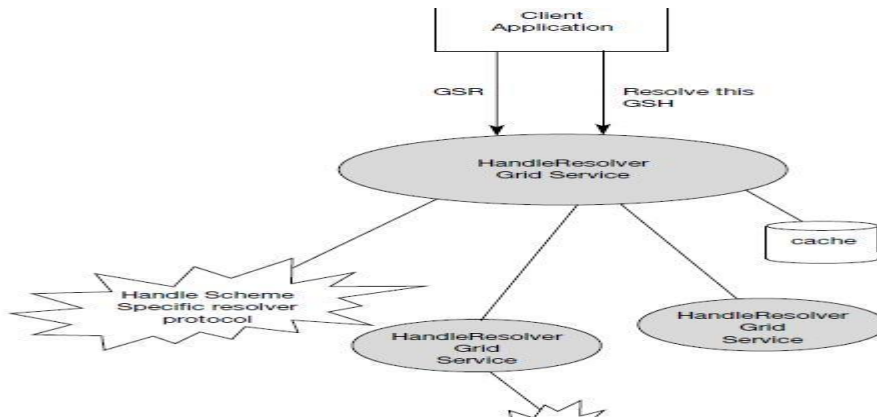 Client
Application
GSR
Resolve this
GSH
HandleResolver
Grid Service
cache
Handle Scheme
Specific resolver
protocol
HandleResolver
Grid
Service
HandleResolver
Grid
Service